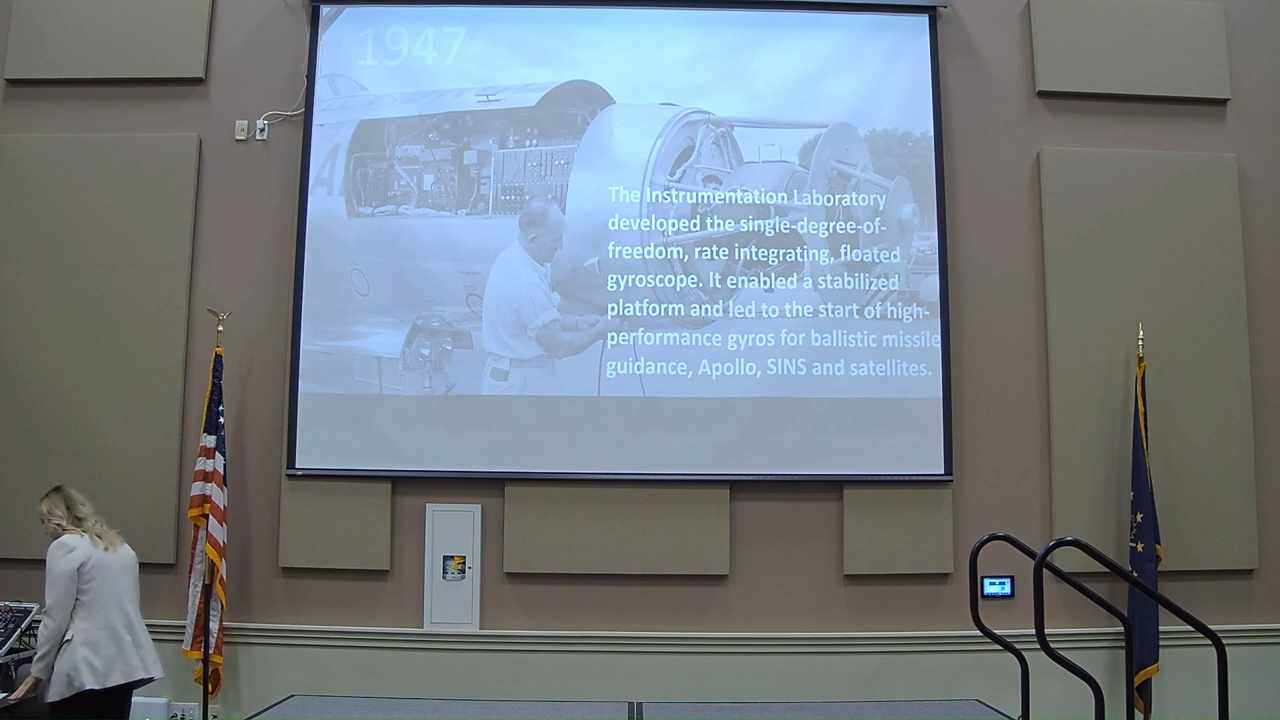 1947
The Instrumentation Laboratory
developed the single-degree-of-
freedom, rate integrating, floated
gyroscope. It enabled a stabilized
platform and led to the start of high-
performance gyros for ballistic missile
guidance, Apollo, SINS and satellites.